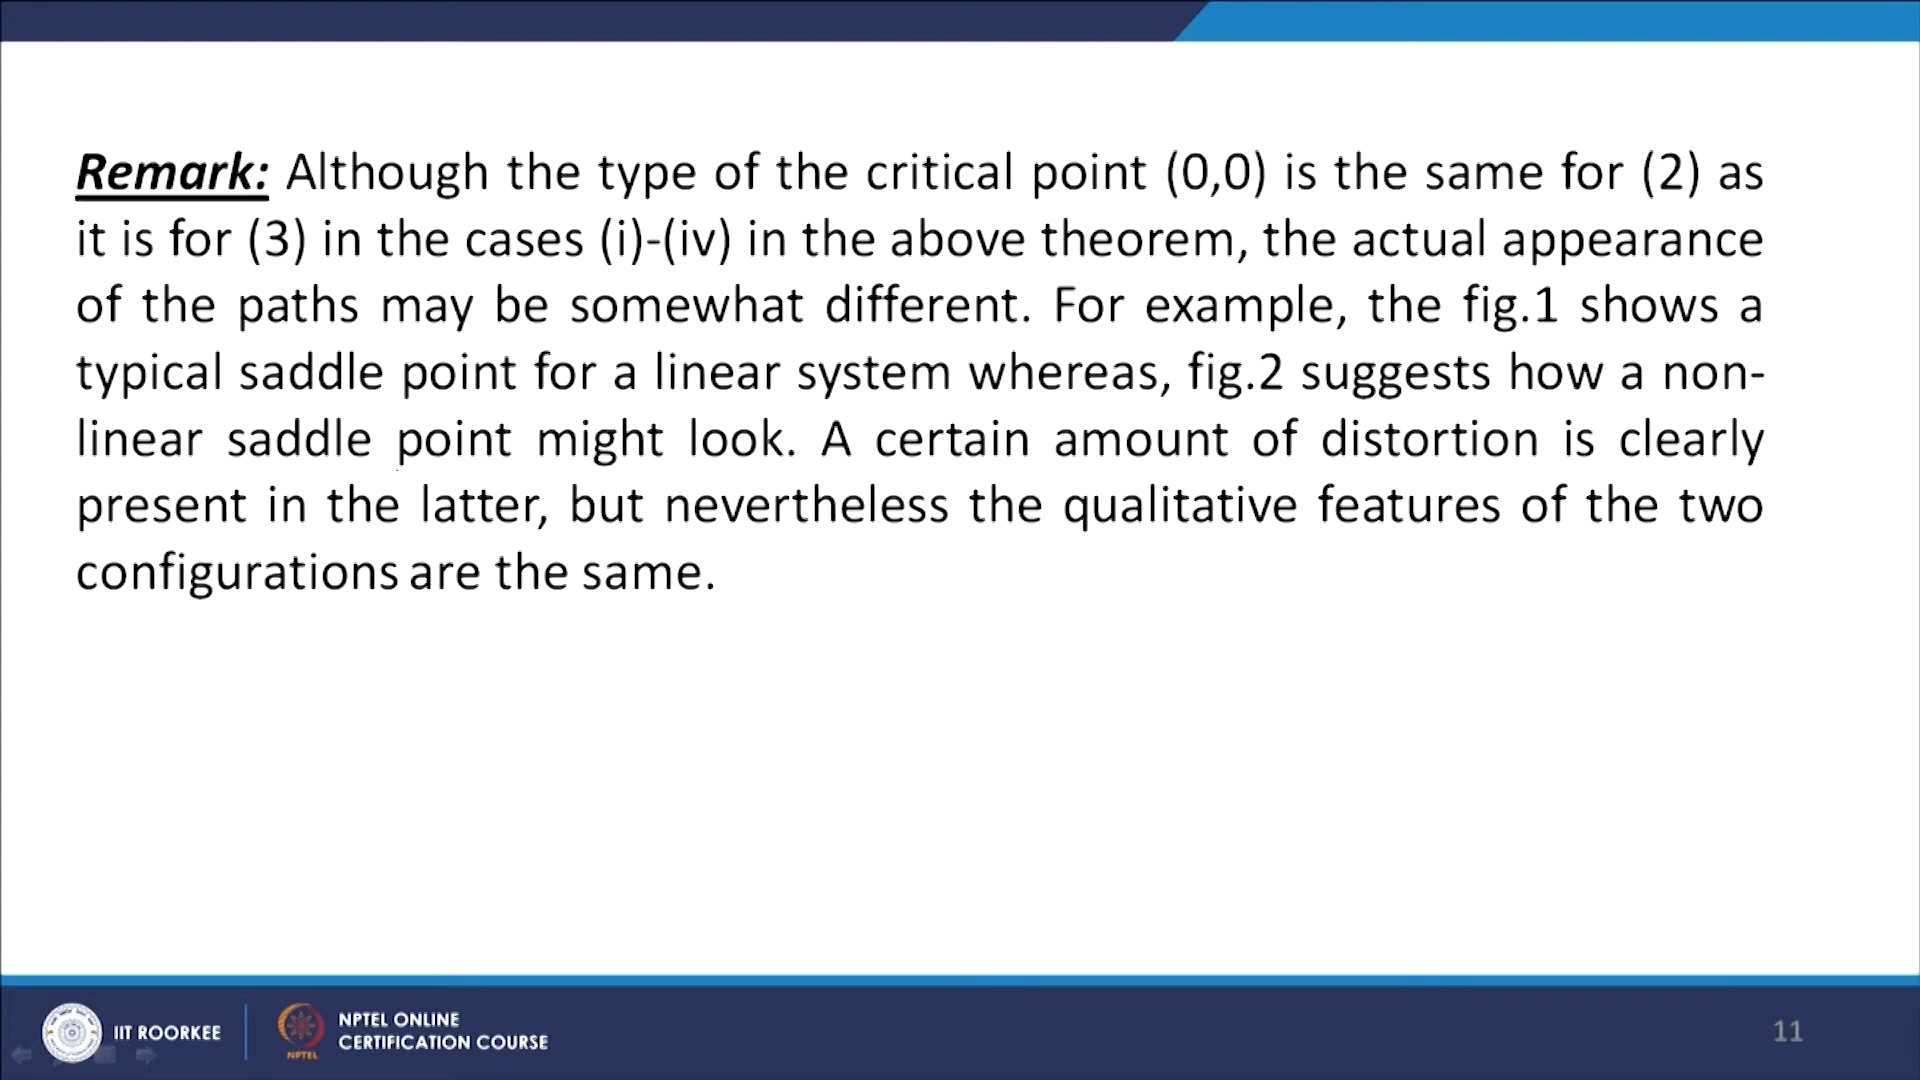 Remark: Although the type of the critical point (0,0) is the same for (2) as
it is for (3) in the cases (i)-(iv) in the above theorem, the actual appearance
of the paths may be somewhat different. For example, the fig.1 shows a
typical saddle point for a linear system whereas, fig.2 suggests how a non-
linear saddle point might look. A certain amount of distortion is clearly
present in the latter, but nevertheless the qualitative features of the two
configurations are the same.
IIT ROORKEE
NPTEL
NPTEL ONLINE
CERTIFICATION COURSE
11